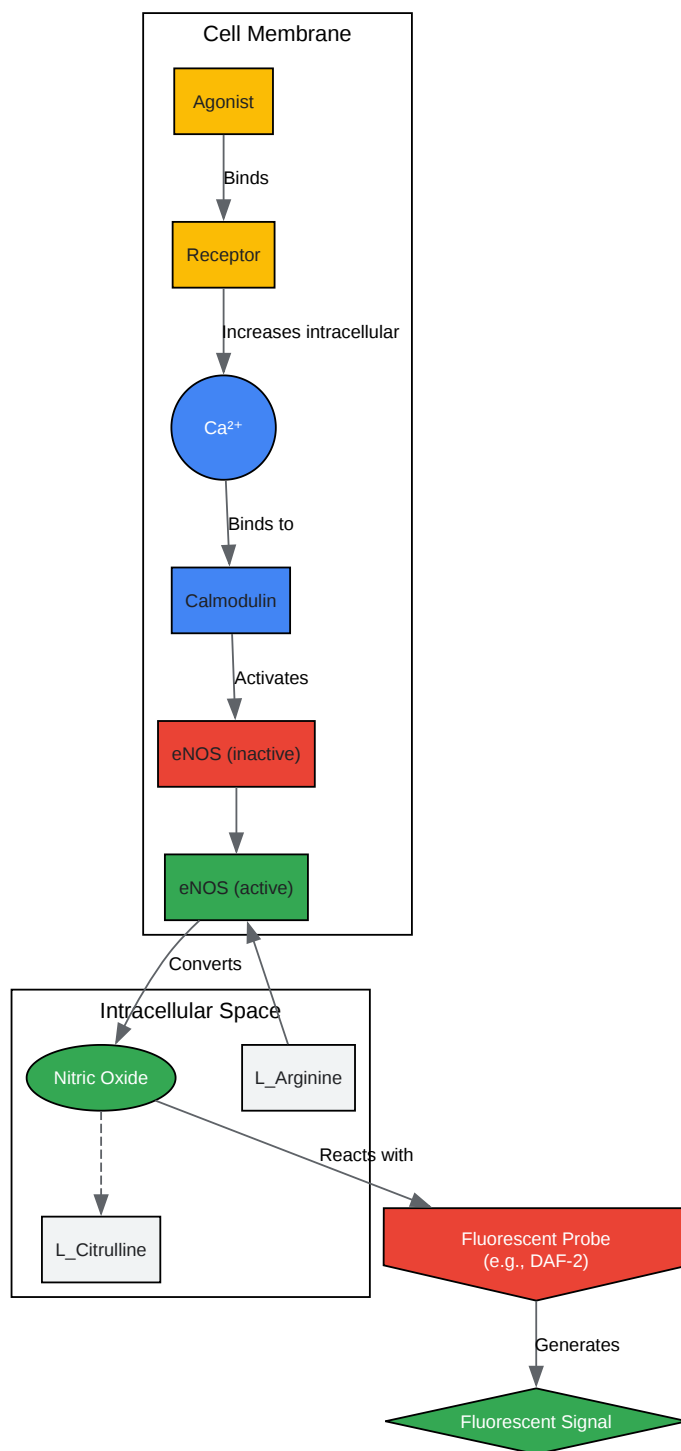 Cell Membrane
Agonist
Binds
Receptor
Increases intracellular
Ca²⁺
Binds to
Calmodulin
Activates
eNOS (inactive)
eNOS (active)
Converts
Intracellular Space
Nitric Oxide
L_Arginine
Reacts with
L_Citrulline
Fluorescent Probe
(e.g., DAF-2)
Generates
Fluorescent Signal